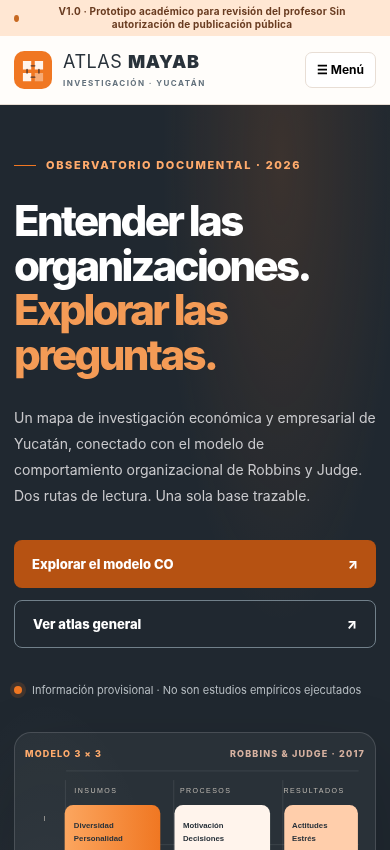 V1.0 · Prototipo académico para revisión del profesor Sin
autorización de publicación pública
ATLAS MAYAB
INVESTIGACIÓN · YUCATÁN
☰ Menú
OBSERVATORIO DOCUMENTAL · 2026
Entender las
organizaciones.
Explorar las
preguntas.
Un mapa de investigación económica y empresarial de
Yucatán, conectado con el modelo de
comportamiento organizacional de Robbins y Judge.
Dos rutas de lectura. Una sola base trazable.
Explorar el modelo CO ↗
Ver atlas general ↗
Información provisional · No son estudios empíricos ejecutados
MODELO 3 × 3 ROBBINS & JUDGE · 2017
INSUMOS PROCESOS RESULTADOS
I Diversidad Motivación Actitudes
Personalidad Decisiones Estrés